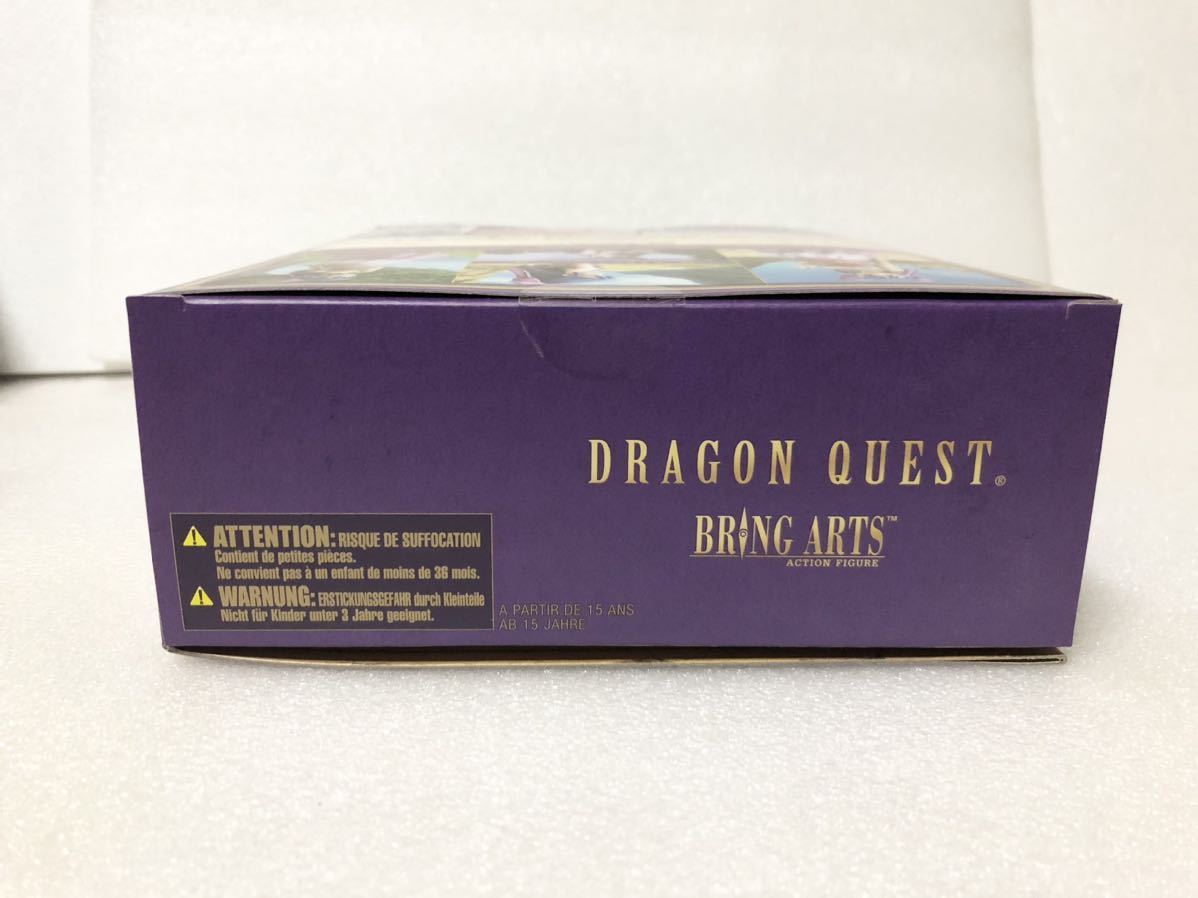 DRAGON QUEST®
BRING ARTS™
ACTION FIGURE
⚠ ATTENTION: RISQUE DE SUFFOCATION
Contient de petites pièces.
Ne convient pas à un enfant de moins de 36 mois.
⚠ WARNUNG: ERSTICKUNGSGEFAHR durch Kleinteile
Nicht für Kinder unter 3 Jahre geeignet.
A PARTIR DE 15 ANS
AB 15 JAHRE